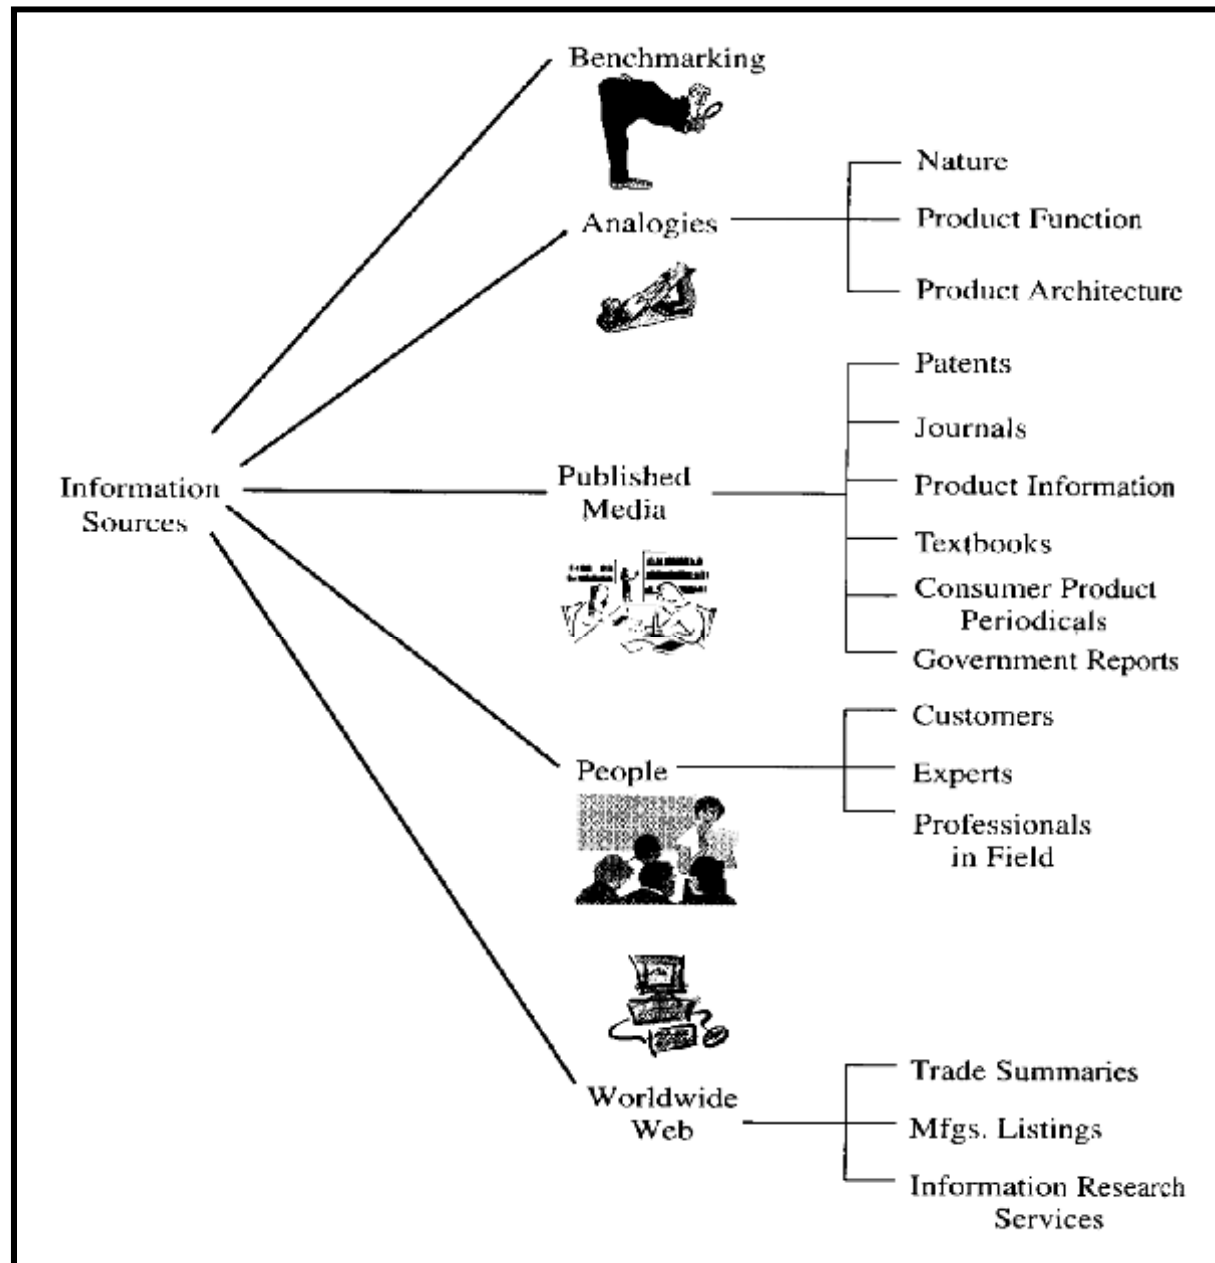 Benchmarking
Analogies
Nature
Product Function
Product Architecture
Information
Sources
Published
Media
Patents
Journals
Product Information
Textbooks
Consumer Product
Periodicals
Government Reports
People
Customers
Experts
Professionals
in Field
Worldwide
Web
Trade Summaries
Mfgs. Listings
Information Research
Services